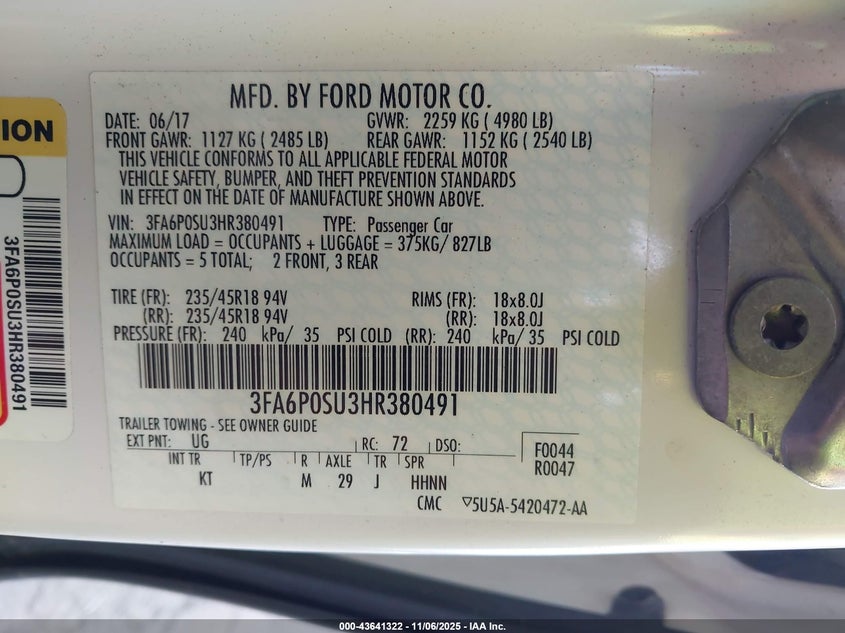 MFD. BY FORD MOTOR CO.
DATE: 06/17 GVWR: 2259 KG ( 4980 LB)
FRONT GAWR: 1127 KG ( 2485 LB) REAR GAWR: 1152 KG ( 2540 LB)
THIS VEHICLE CONFORMS TO ALL APPLICABLE FEDERAL MOTOR
VEHICLE SAFETY, BUMPER, AND THEFT PREVENTION STANDARDS
IN EFFECT ON THE DATE OF MANUFACTURE SHOWN ABOVE.
VIN: 3FA6P0SU3HR380491 TYPE: Passenger Car
MAXIMUM LOAD = OCCUPANTS + LUGGAGE = 375KG/ 827LB
OCCUPANTS = 5 TOTAL; 2 FRONT, 3 REAR
TIRE (FR): 235/45R18 94V RIMS (FR): 18x8.0J
(RR): 235/45R18 94V (RR): 18x8.0J
PRESSURE (FR): 240 kPa/ 35 PSI COLD (RR): 240 kPa/ 35 PSI COLD
3FA6P0SU3HR380491
TRAILER TOWING - SEE OWNER GUIDE
EXT PNT: UG RC: 72 DSO: F0044
R0047
INT TR TP/PS R AXLE TR SPR
KT M 29 J HHNN
CMC ▽5U5A-5420472-AA
ION
3FA6P0SU3HR380491
000-43641322 - 11/06/2025 - IAA Inc.